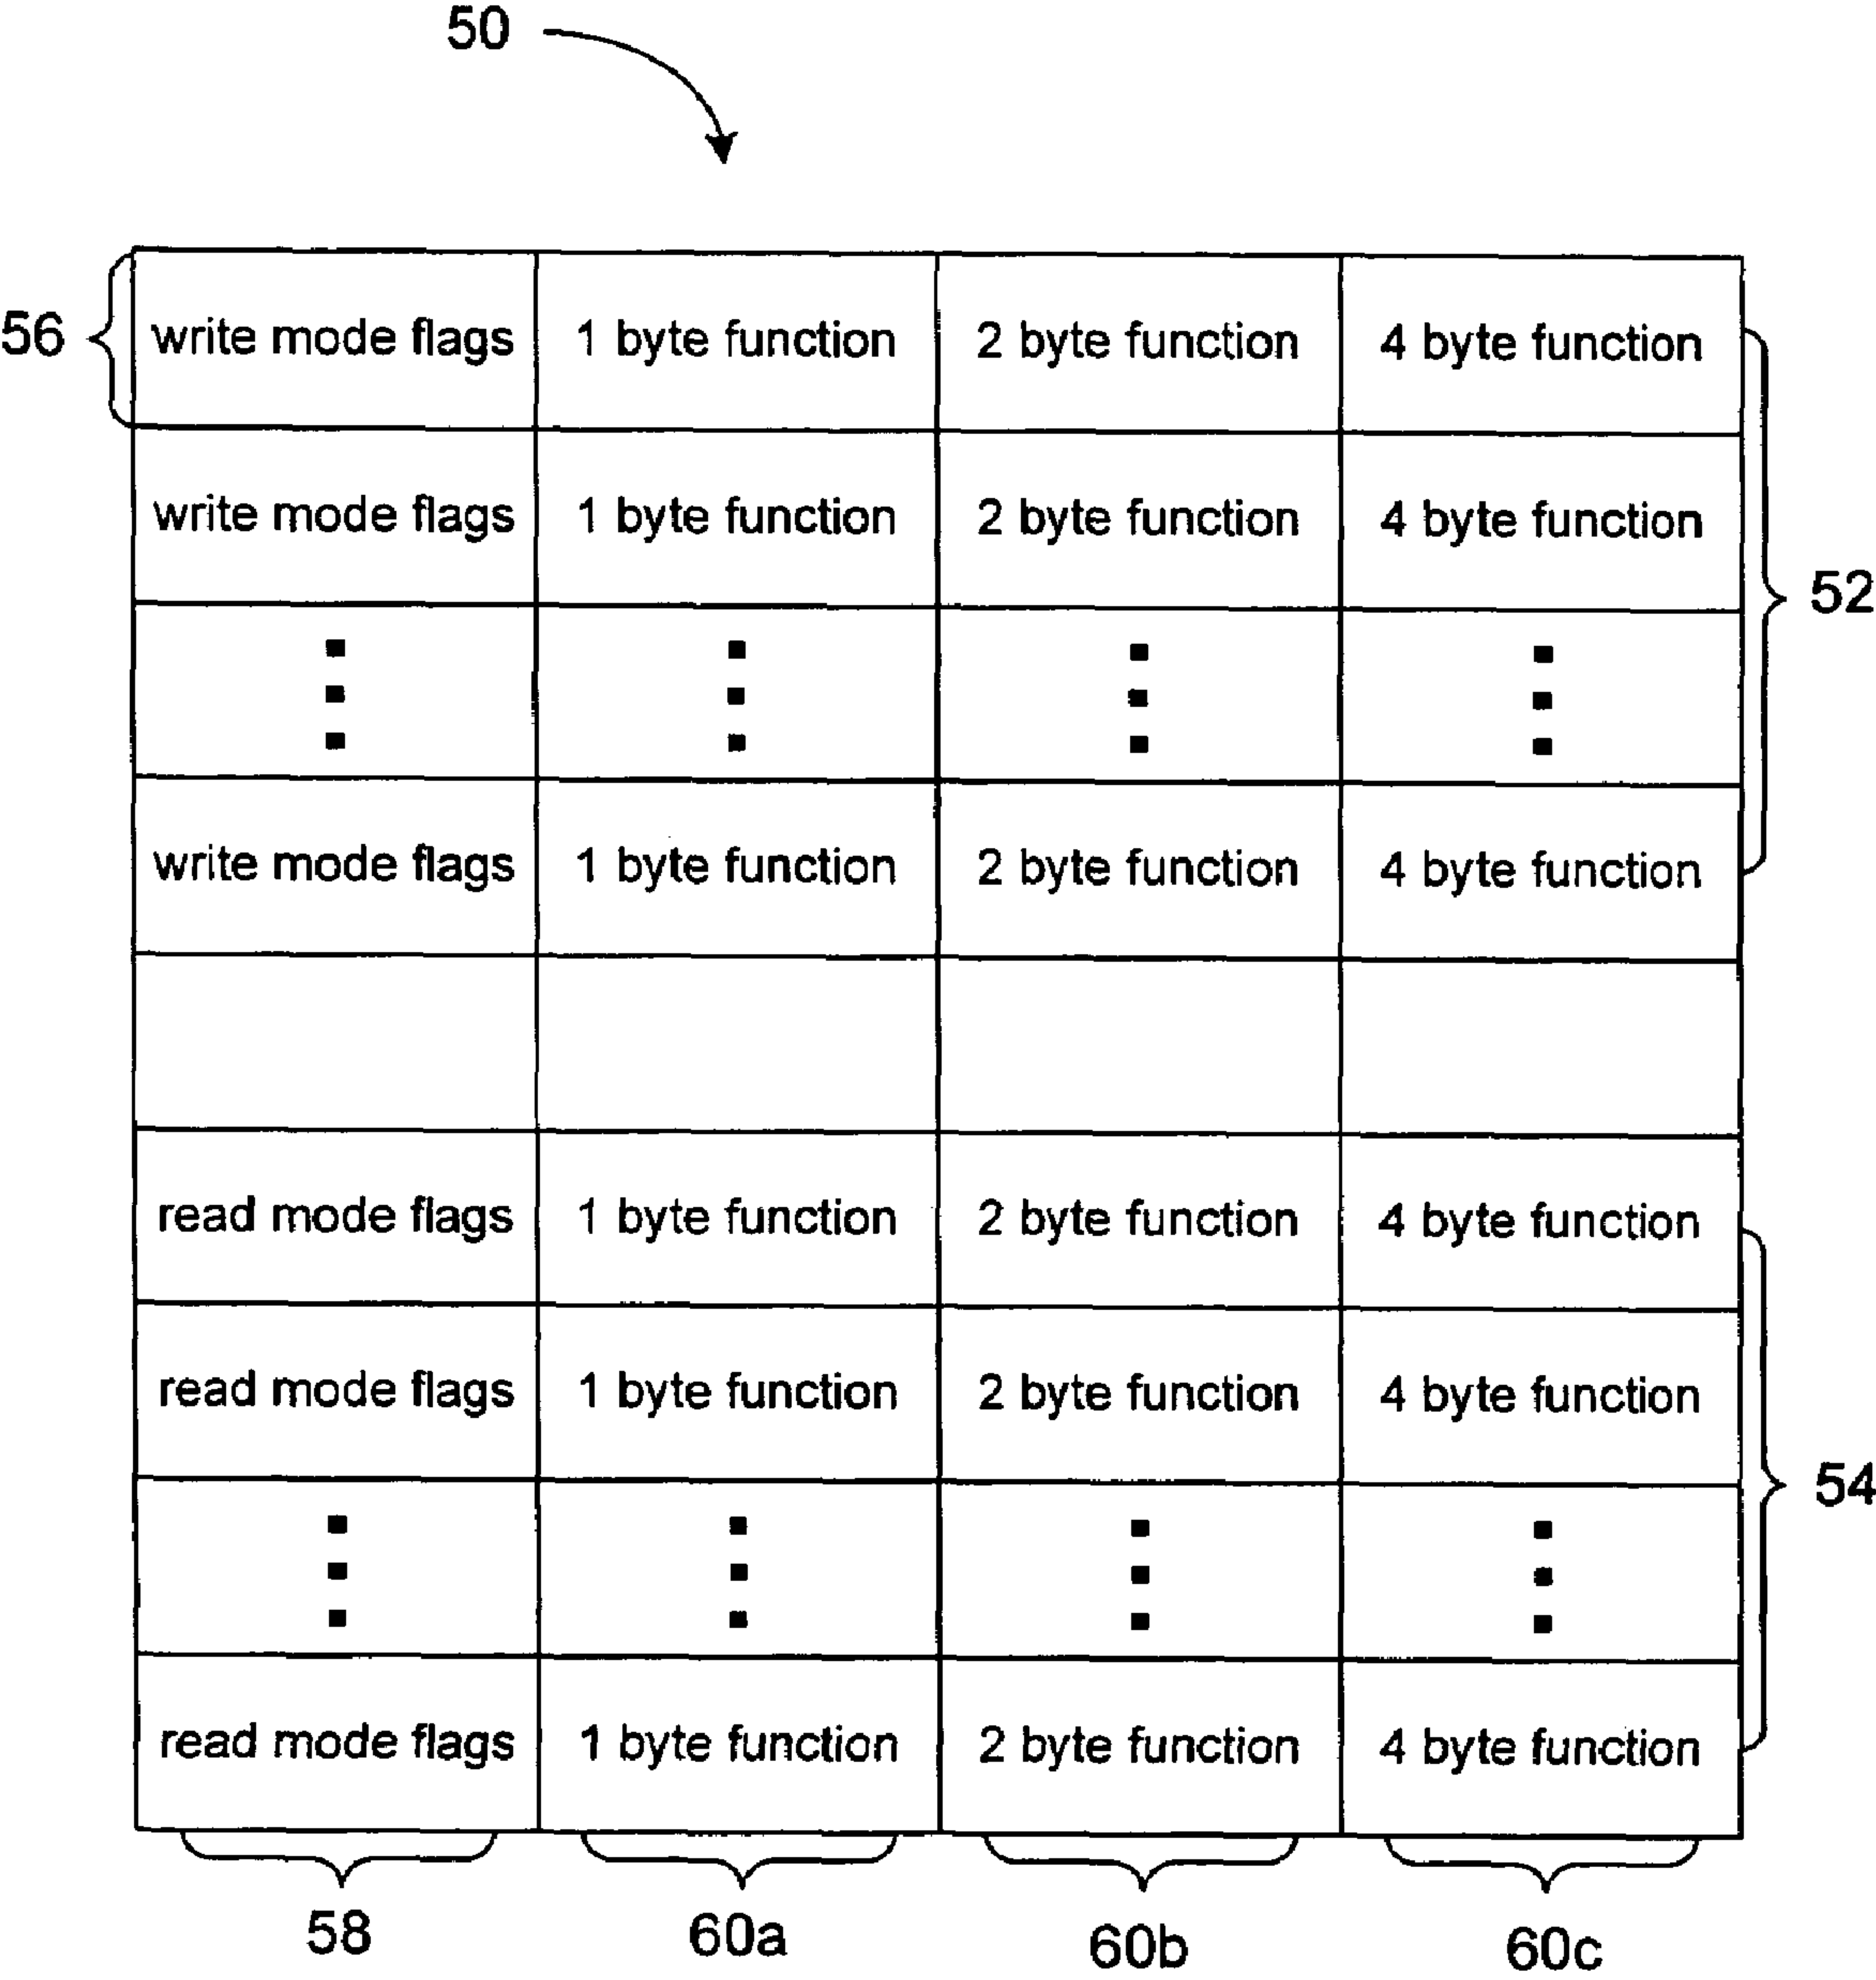 50
56 write mode flags 1 byte function 2 byte function 4 byte function
write mode flags 1 byte function 2 byte function 4 byte function
52
write mode flags 1 byte function 2 byte function 4 byte function
read mode flags 1 byte function 2 byte function 4 byte function
read mode flags 1 byte function 2 byte function 4 byte function
54
read mode flags 1 byte function 2 byte function 4 byte function
58 60a 60b 60c